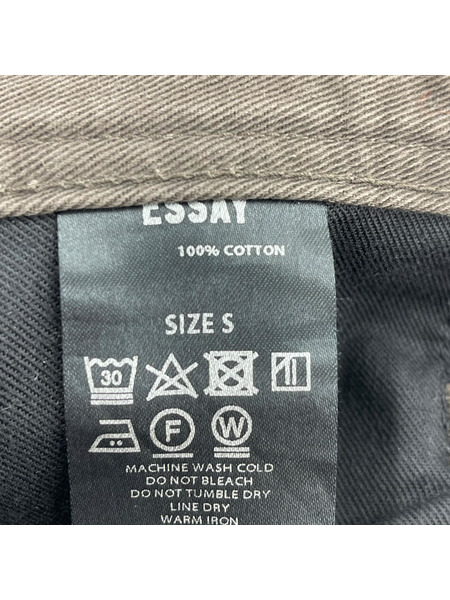 ESSAY
100% COTTON
SIZE S
30
F W
MACHINE WASH COLD
DO NOT BLEACH
DO NOT TUMBLE DRY
LINE DRY
WARM IRON